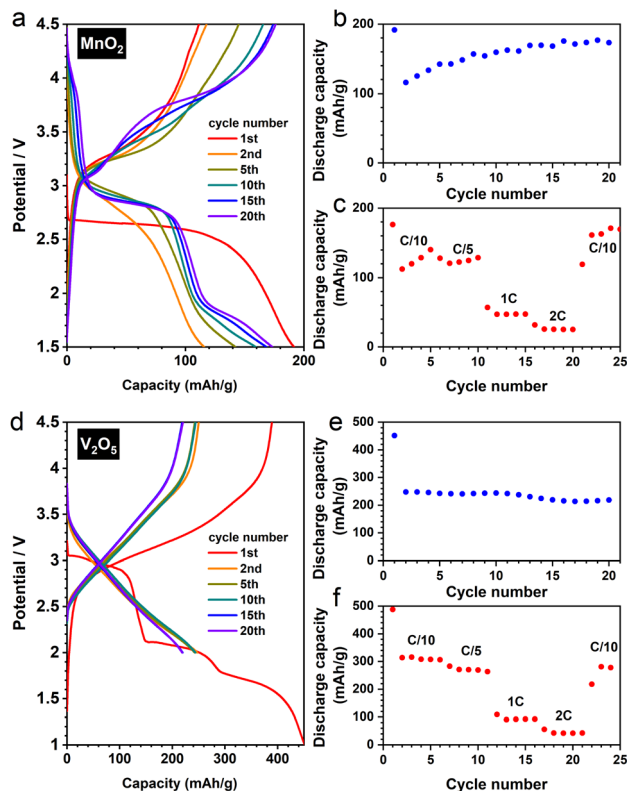 a
MnO2
4.5
4.0
3.5
3
2.5
2
1.5
Potential / V
cycle number
1st
2nd
5th
10th
15th
20th
0
100
200
Capacity (mAh/g)
b
200
100
0
Discharge capacity
(mAh/g)
0
5
10
15
20
Cycle number
c
200
100
0
Discharge capacity
(mAh/g)
C/10
C/5
1C
2C
C/10
0
5
10
15
20
25
Cycle number
d
V2O5
4.5
4.0
3.5
3
2.5
2
1
Potential / V
cycle number
1st
2nd
5th
10th
15th
20th
0
200
400
Capacity (mAh/g)
e
500
400
300
200
100
0
Discharge capacity
(mAh/g)
0
5
10
15
20
Cycle number
f
500
400
300
200
100
0
Discharge capacity
(mAh/g)
C/10
C/5
1C
2C
C/10
0
5
10
15
20
25
Cycle number